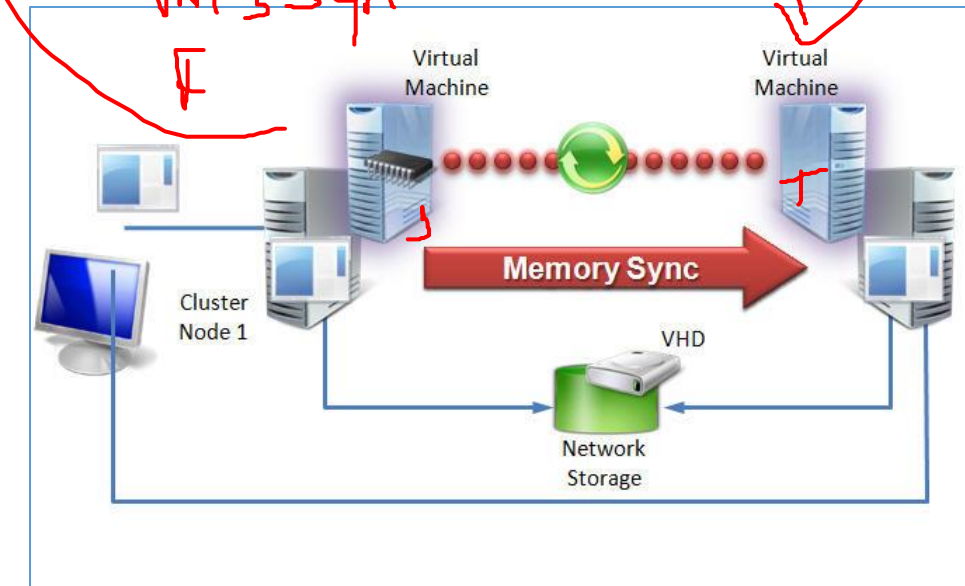 Virtual
Machine
Virtual
Machine
Memory Sync
Cluster
Node 1
VHD
Network
Storage